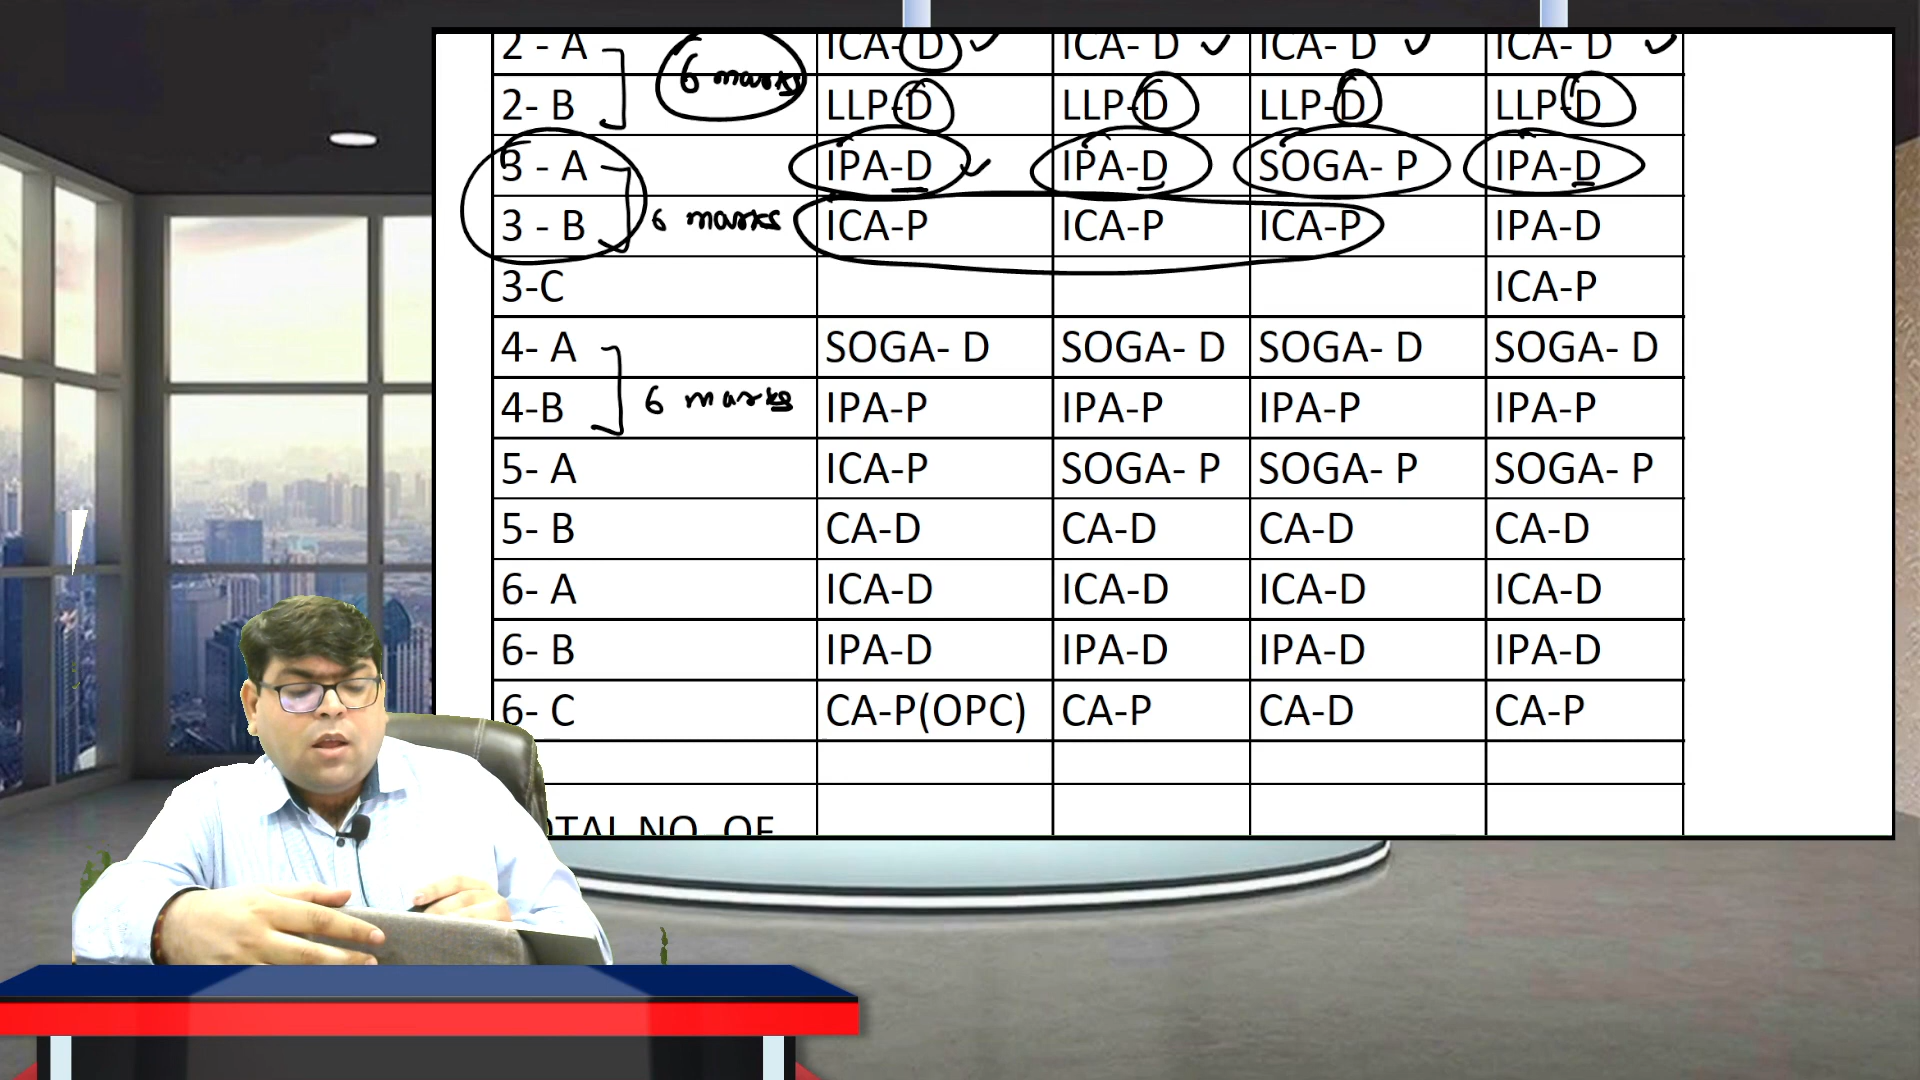 2 - A 6 marks ICA- D ICA- D ICA- D ICA- D
2- B LLP-D LLP-D LLP-D LLP-D
3 - A IPA-D IPA-D SOGA- P IPA-D
3 - B 6 marks ICA-P ICA-P ICA-P IPA-D
3-C ICA-P
4- A SOGA- D SOGA- D SOGA- D SOGA- D
4-B 6 marks IPA-P IPA-P IPA-P IPA-P
5- A ICA-P SOGA- P SOGA- P SOGA- P
5- B CA-D CA-D CA-D CA-D
6- A ICA-D ICA-D ICA-D ICA-D
6- B IPA-D IPA-D IPA-D IPA-D
6- C CA-P(OPC) CA-P CA-D CA-P
OTAL NO. OF